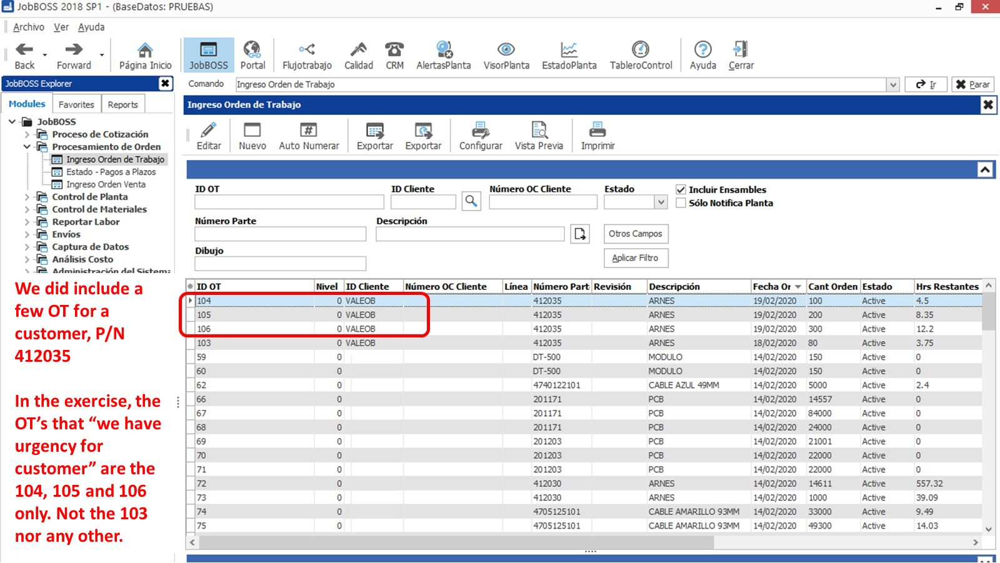 JobBOSS 2018 SP1 - (BaseDatos: PRUEBAS)
Archivo Ver Ayuda
Back Forward Página Inicio JobBOSS Portal Flujotrabajo Calidad CRM AlertasPlanta VisorPlanta EstadoPlanta TableroControl Ayuda Cerrar
JobBOSS Explorer
Comando Ingreso Orden de Trabajo Ir Parar
Modules Favorites Reports
Ingreso Orden de Trabajo
JobBOSS
Proceso de Cotización
Procesamiento de Orden
Ingreso Orden de Trabajo
Estado - Pagos a Plazos
Ingreso Orden Venta
Control de Planta
Control de Materiales
Reportar Labor
Envíos
Captura de Datos
Análisis Costo
Administración del Sistema
Editar Nuevo Auto Numerar Exportar Exportar Configurar Vista Previa Imprimir
ID OT ID Cliente Número OC Cliente Estado Incluir Ensambles
Sólo Notifica Planta
Número Parte Descripción
Otros Campos
Dibujo
Aplicar Filtro
We did include a
few OT for a
customer, P/N
412035
In the exercise, the
OT’s that “we have
urgency for
customer” are the
104, 105 and 106
only. Not the 103
nor any other.
ID OT Nivel ID Cliente Número OC Cliente Línea Número Part Revisión Descripción Fecha Or Cant Orden Estado Hrs Restantes
104 0 VALEOB 412035 ARNES 19/02/2020 100 Active 4.5
105 0 VALEOB 412035 ARNES 19/02/2020 200 Active 8.35
106 0 VALEOB 412035 ARNES 19/02/2020 300 Active 12.2
103 0 VALEOB 412035 ARNES 18/02/2020 80 Active 3.75
59 0 DT-500 MODULO 14/02/2020 150 Active 0
60 0 DT-500 MODULO 14/02/2020 150 Active 0
62 0 4740122101 CABLE AZUL 49MM 14/02/2020 5000 Active 2.4
66 0 201171 PCB 14/02/2020 14557 Active 0
67 0 201171 PCB 14/02/2020 84000 Active 0
68 0 201171 PCB 14/02/2020 24000 Active 0
69 0 201203 PCB 14/02/2020 21001 Active 0
70 0 201203 PCB 14/02/2020 22000 Active 0
71 0 201203 PCB 14/02/2020 22000 Active 0
72 0 412030 ARNES 14/02/2020 14611 Active 557.32
73 0 412030 ARNES 14/02/2020 1000 Active 39.09
74 0 4705125101 CABLE AMARILLO 93MM 14/02/2020 33000 Active 9.49
75 0 4705125101 CABLE AMARILLO 93MM 14/02/2020 49300 Active 14.03